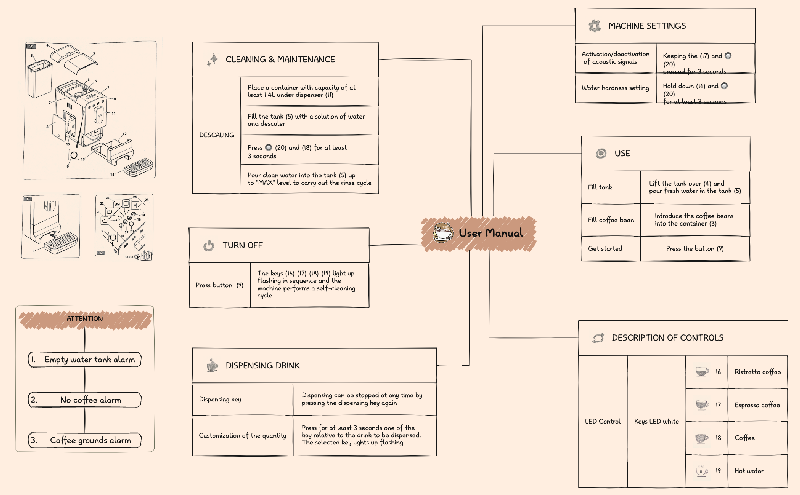 CLEANING & MAINTENANCE
DESCALING
Place a container with capacity of at
least 1.4L under dispenser (11)
Fill the tank (5) with a solution of water
and descaler
Press (20) and (18) for at least
3 seconds
Pour clean water into the tank (5) up
to "MAX" level to carry out the rinse cycle
TURN OFF
Press button (9)
The keys (16) (17) (18) (19) light up
flashing in sequence and the
machine performs a self-cleaning
cycle
DISPENSING DRINK
Dispensing key
Dispensing can be stopped at any time by
pressing the dispensing key again
Customization of the quantity
Press for at least 3 seconds one of the
key relative to the drink to be dispensed.
The selected key lights up flashing
ATTENTION
1. Empty water tank alarm
2. No coffee alarm
3. Coffee grounds alarm
User Manual
MACHINE SETTINGS
Activation/deactivation
of acoustic signals
Keeping the (17) and
(20)
pressed for 3 seconds
Water hardness setting
Hold down (16) and
(20)
for at least 3 seconds
USE
Fill tank
Lift the tank cover (4) and
pour fresh water in the tank (5)
Fill coffee bean
Introduce the coffee beans
into the container (3)
Get started
Press the button (9)
DESCRIPTION OF CONTROLS
LED Control
Keys LED white
16 Ristretto coffee
17 Espresso coffee
18 Coffee
19 Hot water